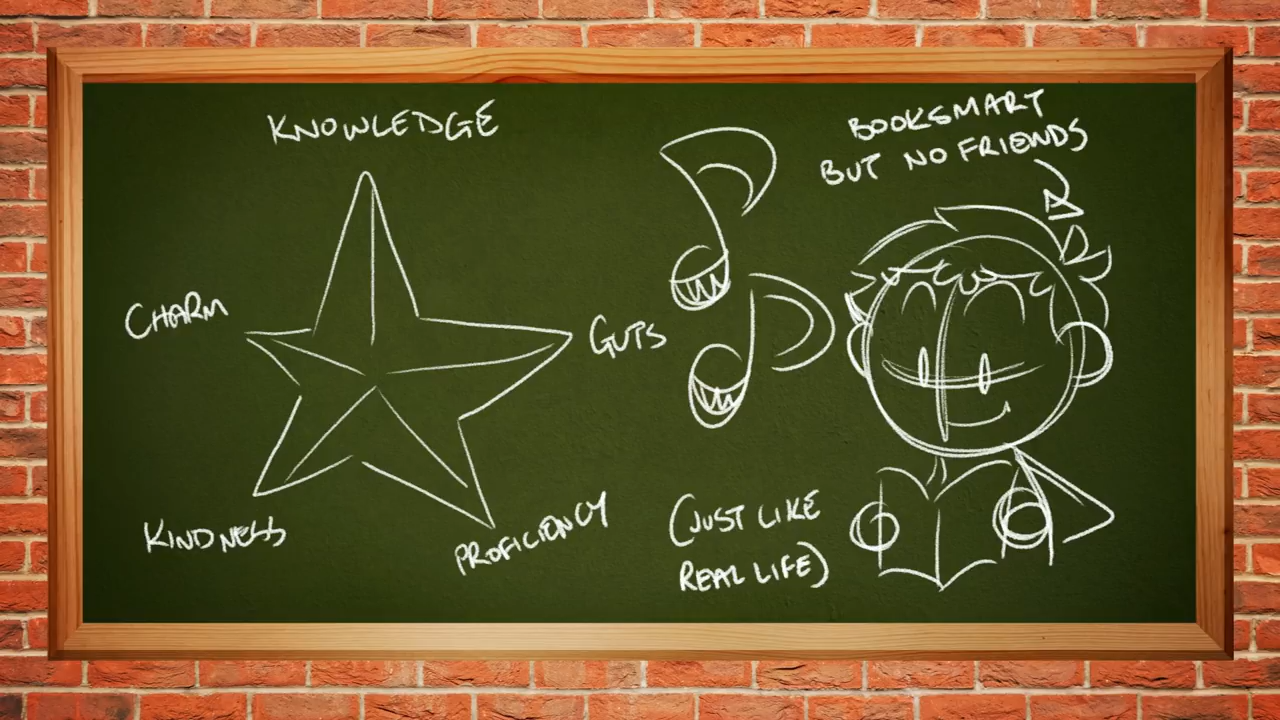 KNOWLEDGE
CHARM
GUTS
KINDNESS
PROFICIENCY
BOOKSMART
BUT NO FRIENDS
(JUST LIKE
REAL LIFE)